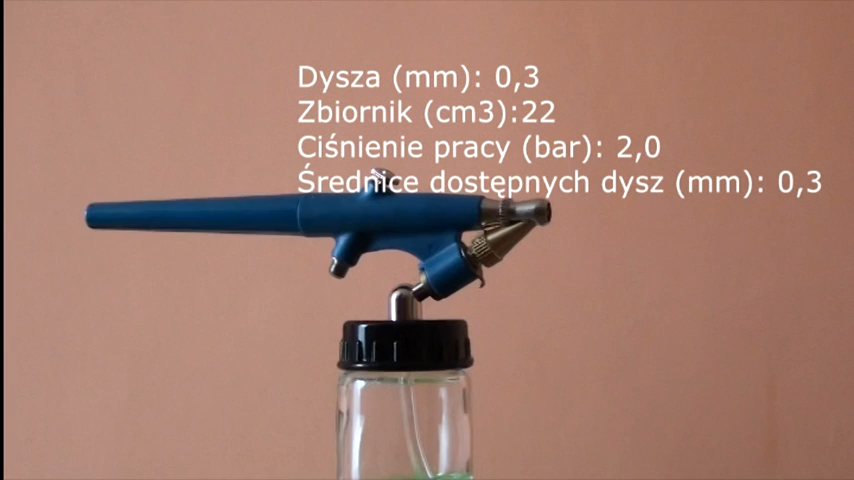 Dysza (mm): 0,3
Zbiornik (cm3):22
Ciśnienie pracy (bar): 2,0
Średnice dostępnych dysz (mm): 0,3